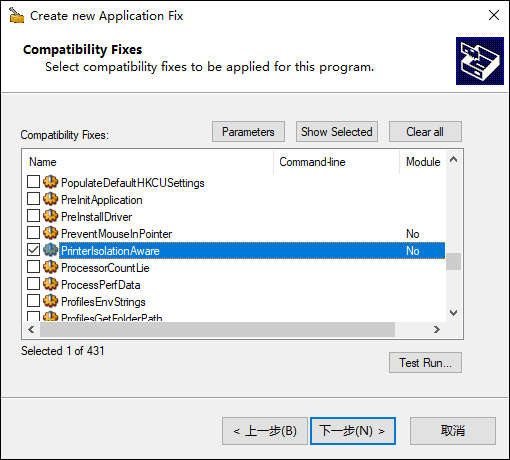 Create new Application Fix
Compatibility Fixes
Select compatibility fixes to be applied for this program.
Compatibility Fixes:
Parameters
Show Selected
Clear all
Name Command-line Module
PopulateDefaultHKCUSettings
PreInitApplication
PreInstallDriver
PreventMouseInPointer No
PrinterIsolationAware No
ProcessorCountLie
ProcessPerfData
ProfilesEnvStrings
ProfilesGetFolderPath
Selected 1 of 431
Test Run...
< 上一步(B)
下一步(N) >
取消